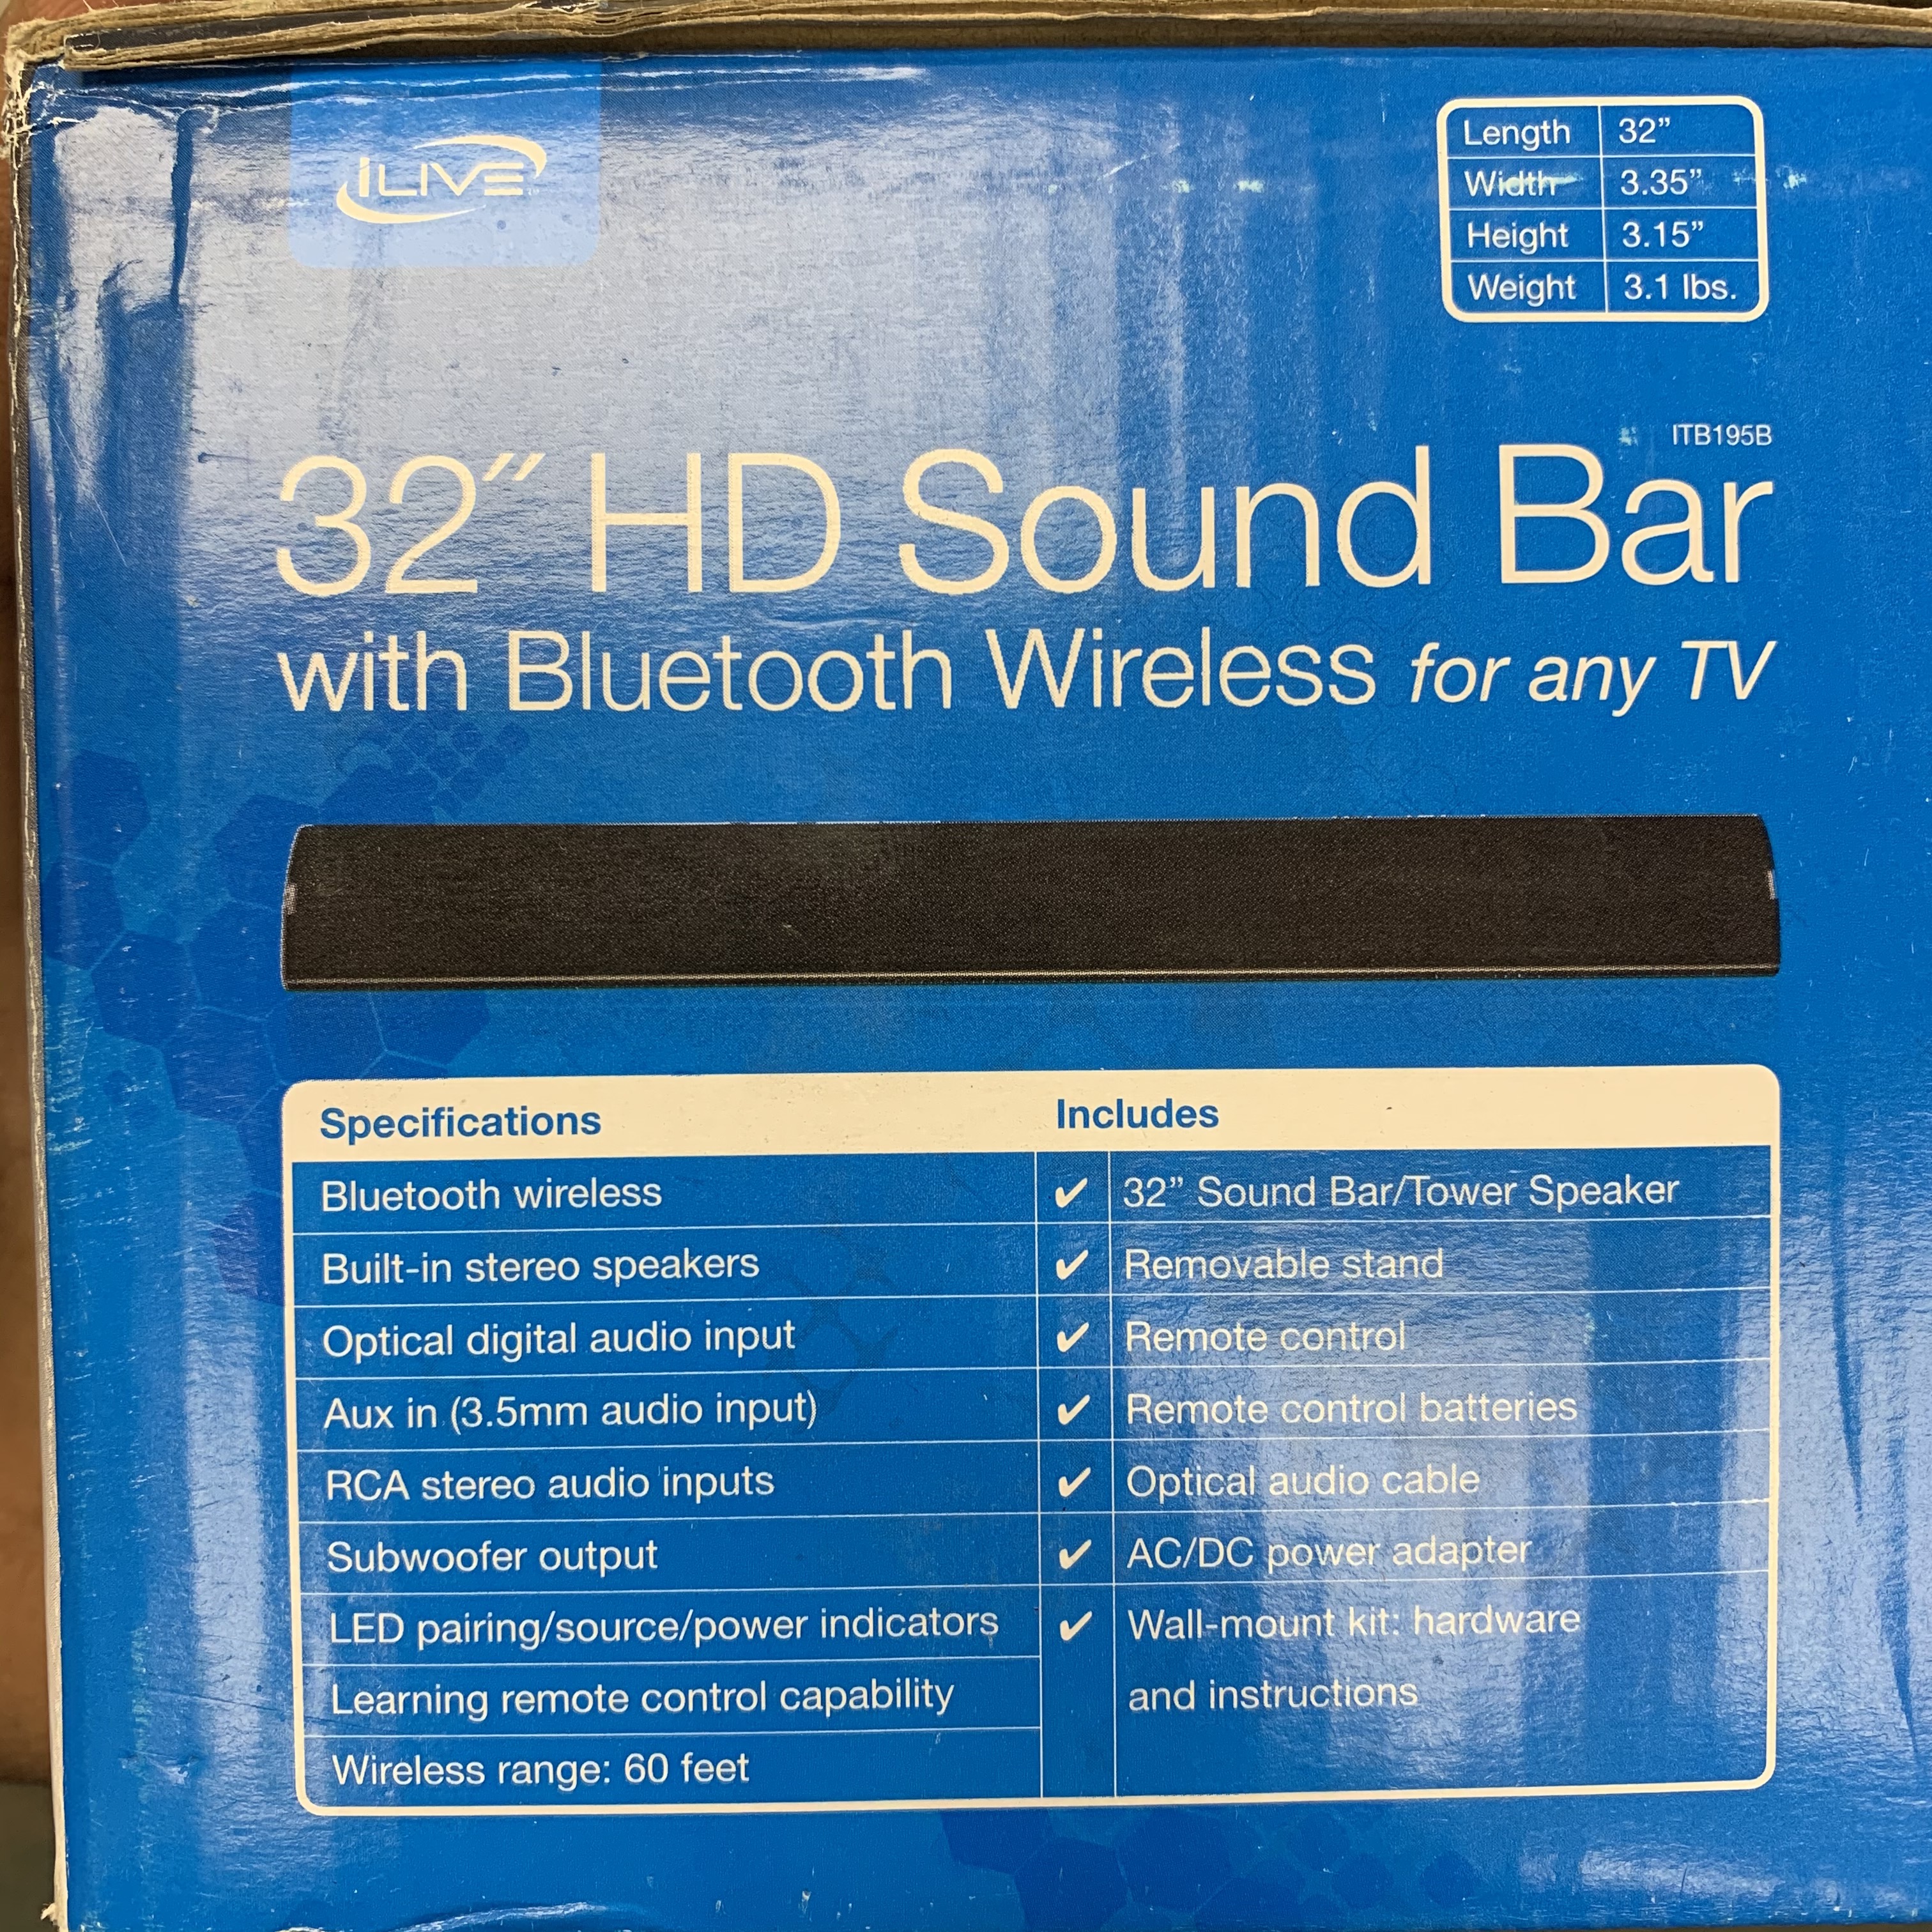 iLIVE
Length 32”
Width 3.35”
Height 3.15”
Weight 3.1 lbs.
ITB195B
32″ HD Sound Bar
with Bluetooth Wireless for any TV
Specifications Includes
Bluetooth wireless ✔ 32” Sound Bar/Tower Speaker
Built-in stereo speakers ✔ Removable stand
Optical digital audio input ✔ Remote control
Aux in (3.5mm audio input) ✔ Remote control batteries
RCA stereo audio inputs ✔ Optical audio cable
Subwoofer output ✔ AC/DC power adapter
LED pairing/source/power indicators ✔ Wall-mount kit: hardware
Learning remote control capability and instructions
Wireless range: 60 feet